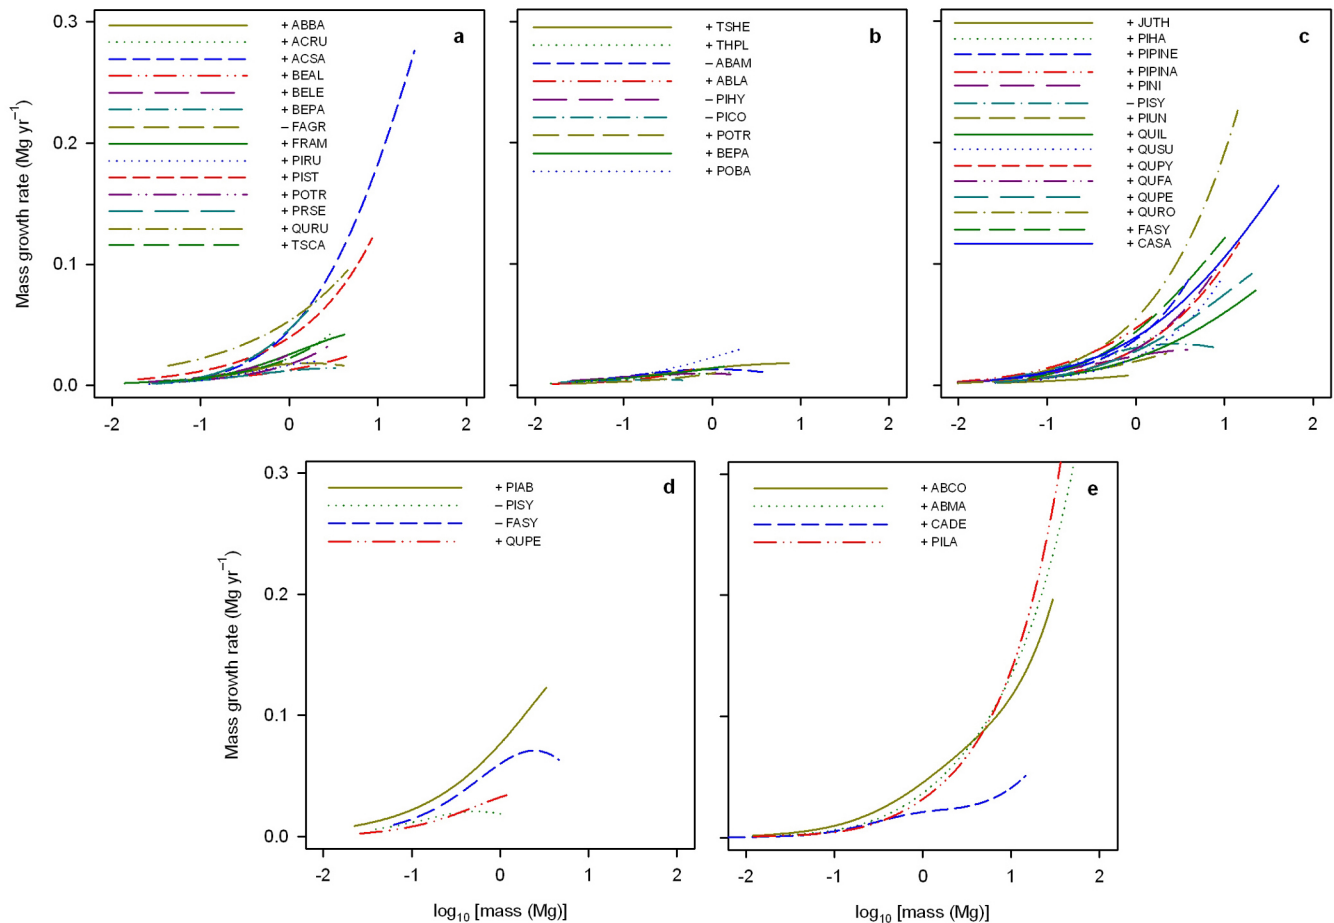 a
0.3
0.2
0.1
0.0
Mass growth rate (Mg yr⁻¹)
+ ABBA
+ ACRU
+ ACSA
+ BEAL
+ BELE
+ BEPA
– FAGR
+ FRAM
+ PIRU
+ PIST
+ POTR
+ PRSE
+ QURU
+ TSCA
-2 -1 0 1 2
b
+ TSHE
+ THPL
– ABAM
+ ABLA
– PIHY
– PICO
+ POTR
+ BEPA
+ POBA
-2 -1 0 1 2
c
+ JUTH
+ PIHA
+ PIPINE
+ PIPINA
+ PINI
– PISY
+ PIUN
+ QUIL
+ QUSU
+ QUPY
+ QUFA
+ QUPE
+ QURO
+ FASY
+ CASA
-2 -1 0 1 2
d
0.3
0.2
0.1
0.0
Mass growth rate (Mg yr⁻¹)
+ PIAB
– PISY
– FASY
+ QUPE
-2 -1 0 1 2
log₁₀ [mass (Mg)]
e
+ ABCO
+ ABMA
+ CADE
+ PILA
-2 -1 0 1 2
log₁₀ [mass (Mg)]